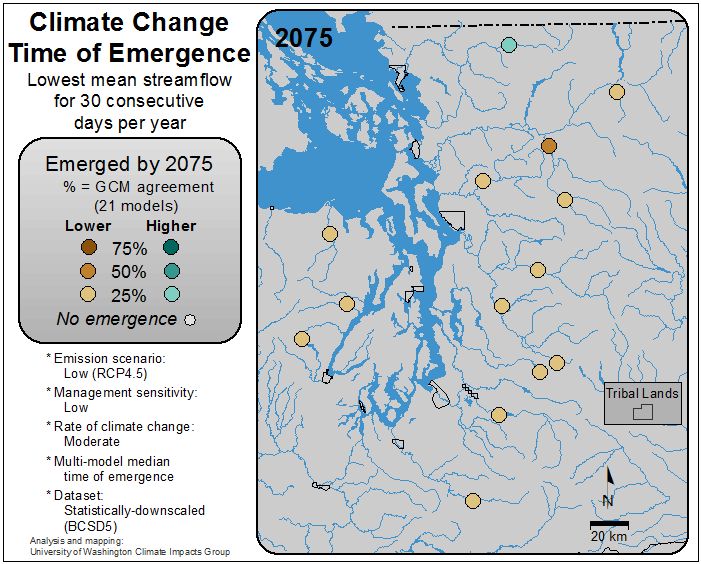 Climate Change
Time of Emergence
Lowest mean streamflow
for 30 consecutive
days per year
Emerged by 2075
% = GCM agreement
(21 models)
Lower Higher
75%
50%
25%
No emergence
* Emission scenario:
Low (RCP4.5)
* Management sensitivity:
Low
* Rate of climate change:
Moderate
* Multi-model median
time of emergence
* Dataset:
Statistically-downscaled
(BCSD5)
Analysis and mapping:
University of Washington Climate Impacts Group
2075
Tribal Lands
N
20 km